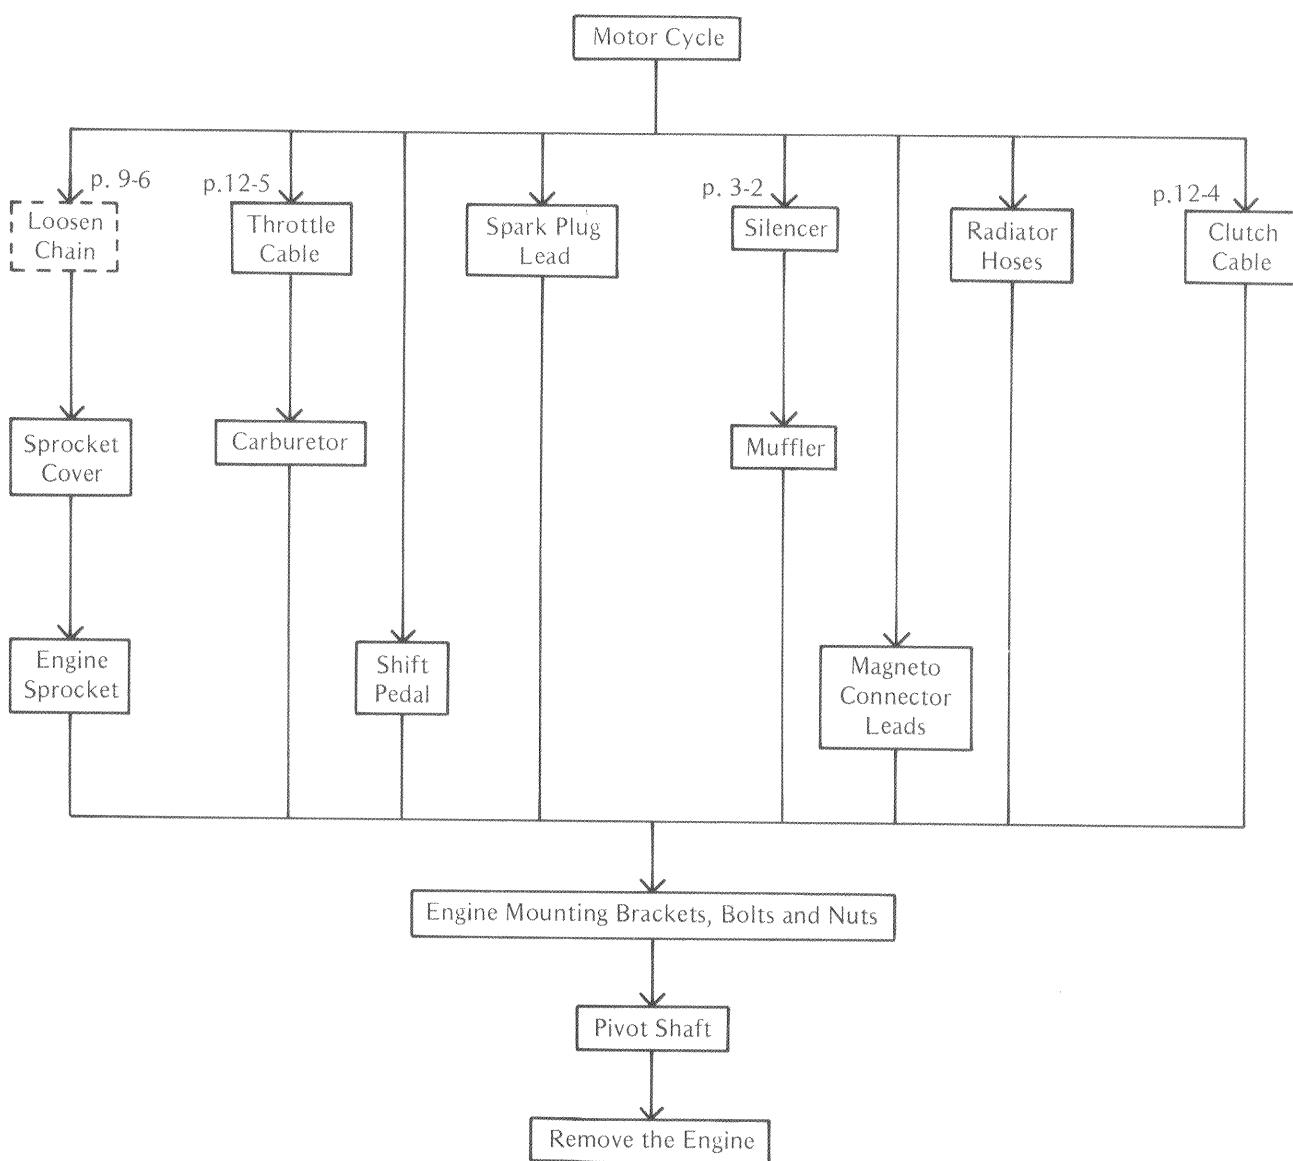 Motor Cycle
p. 9-6
p.12-5
p. 3-2
p.12-4
Loosen
Chain
Throttle
Cable
Spark Plug
Lead
Silencer
Radiator
Hoses
Clutch
Cable
Sprocket
Cover
Carburetor
Muffler
Engine
Sprocket
Shift
Pedal
Magneto
Connector
Leads
Engine Mounting Brackets, Bolts and Nuts
Pivot Shaft
Remove the Engine